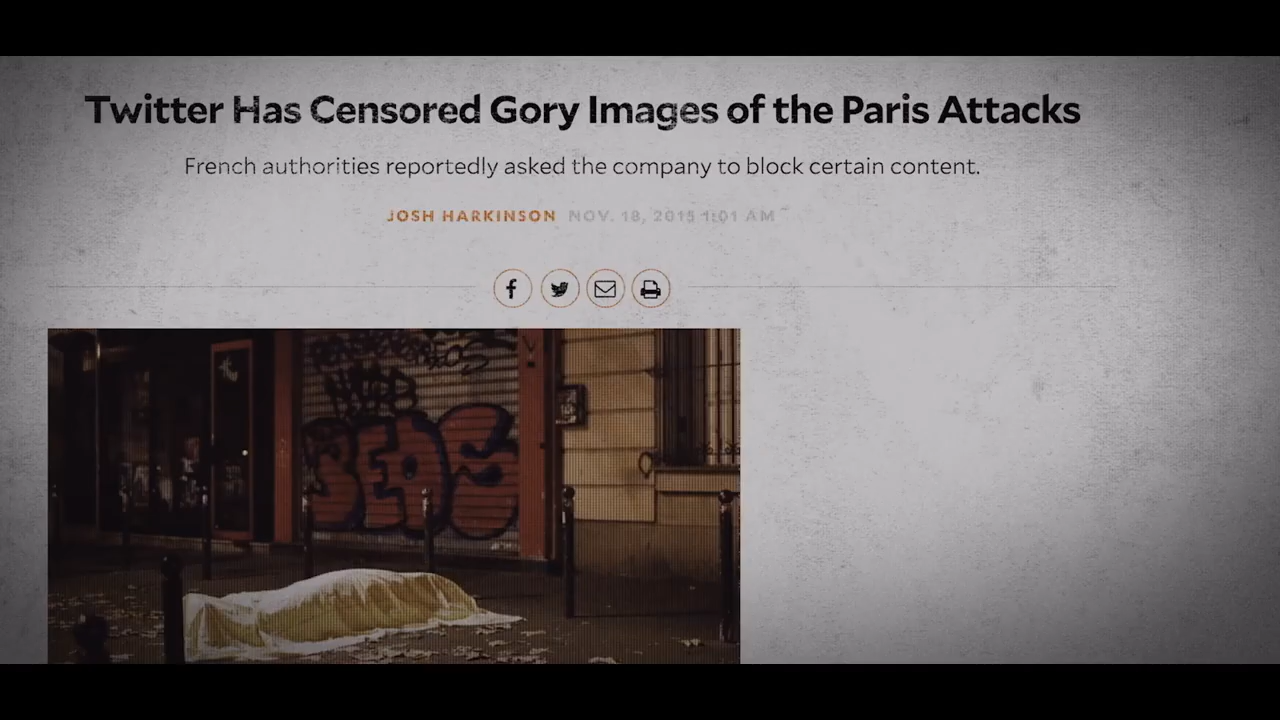 Twitter Has Censored Gory Images of the Paris Attacks
French authorities reportedly asked the company to block certain content.
JOSH HARKINSON NOV. 18, 2015 1:01 AM